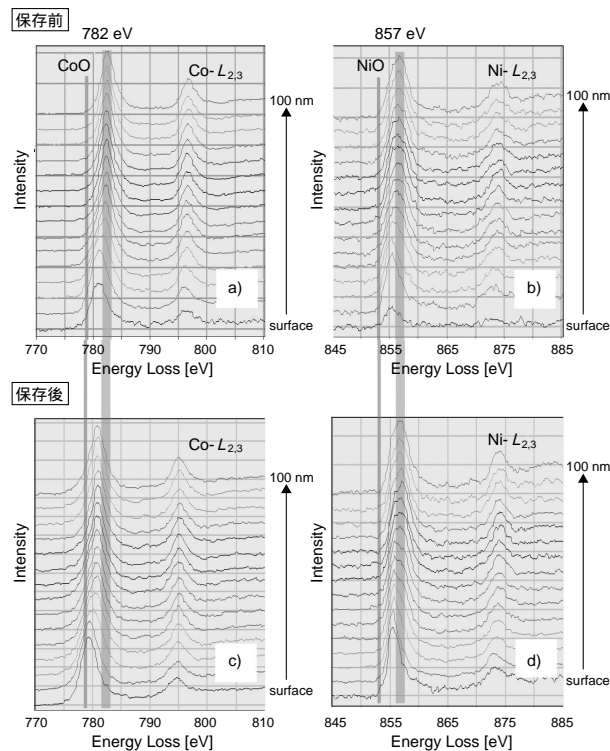 保存前
782 eV
857 eV
CoO
Co- L2,3
NiO
Ni- L2,3
100 nm
100 nm
Intensity
Intensity
a)
b)
surface
surface
770 780 790 800 810
845 855 865 875 885
Energy Loss [eV]
Energy Loss [eV]
保存後
Co- L2,3
Ni- L2,3
100 nm
100 nm
Intensity
Intensity
c)
d)
surface
surface
770 780 790 800 810
845 855 865 875 885
Energy Loss [eV]
Energy Loss [eV]